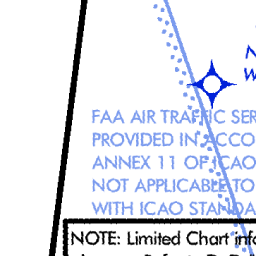 FAA AIR TRAFFIC SER
PROVIDED IN ACCO
ANNEX 11 OF ICAO
NOT APPLICABLE TO
WITH ICAO STANDA
NOTE: Limited Chart info